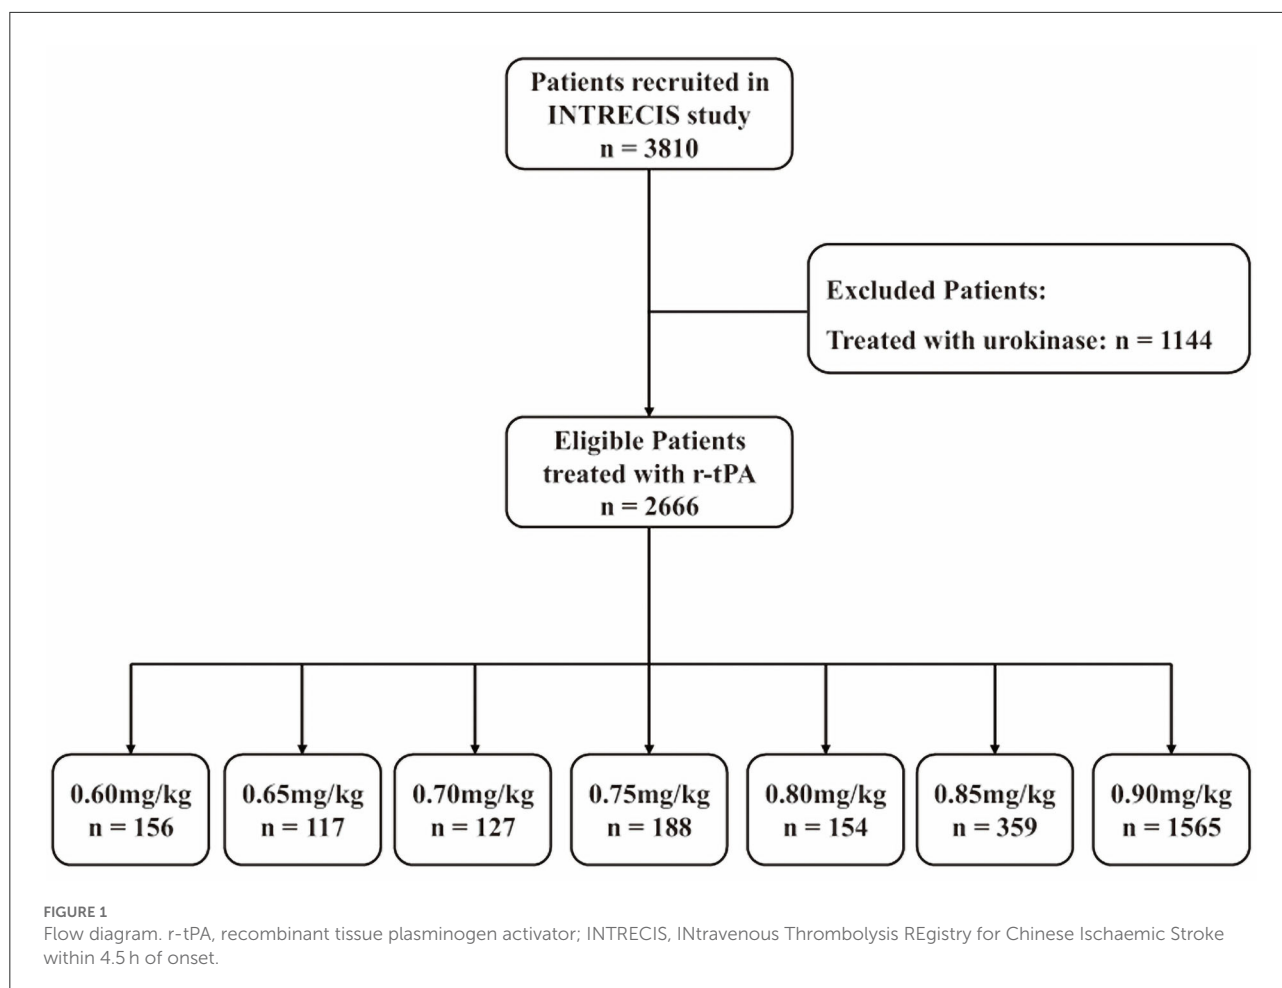 Patients recruited in
INTRECIS study
n = 3810
Excluded Patients:
Treated with urokinase: n = 1144
Eligible Patients
treated with r-tPA
n = 2666
0.60mg/kg
n = 156
0.65mg/kg
n = 117
0.70mg/kg
n = 127
0.75mg/kg
n = 188
0.80mg/kg
n = 154
0.85mg/kg
n = 359
0.90mg/kg
n = 1565
FIGURE 1
Flow diagram. r-tPA, recombinant tissue plasminogen activator; INTRECIS, INtravenous Thrombolysis REgistry for Chinese Ischaemic Stroke
within 4.5 h of onset.